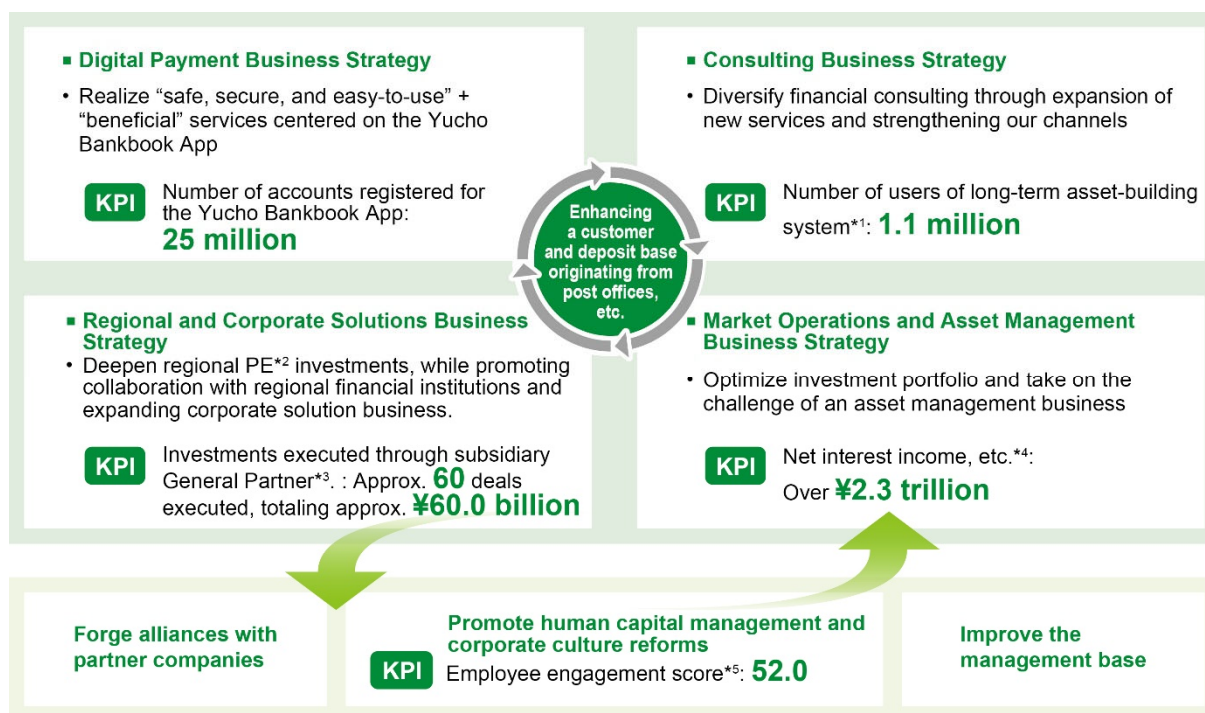 ▪ Digital Payment Business Strategy
• Realize “safe, secure, and easy-to-use” +
“beneficial” services centered on the Yucho
Bankbook App
KPI
Number of accounts registered for
the Yucho Bankbook App:
25 million
▪ Consulting Business Strategy
• Diversify financial consulting through expansion of
new services and strengthening our channels
KPI
Number of users of long-term asset-building
system*1: 1.1 million
Enhancing
a customer
and deposit base
originating from
post offices,
etc.
▪ Regional and Corporate Solutions Business
Strategy
• Deepen regional PE*2 investments, while promoting
collaboration with regional financial institutions and
expanding corporate solution business.
KPI
Investments executed through subsidiary
General Partner*3. : Approx. 60 deals
executed, totaling approx. ¥60.0 billion
▪ Market Operations and Asset Management
Business Strategy
• Optimize investment portfolio and take on the
challenge of an asset management business
KPI
Net interest income, etc.*4:
Over ¥2.3 trillion
Forge alliances with
partner companies
Promote human capital management and
corporate culture reforms
KPI
Employee engagement score*5: 52.0
Improve the
management base